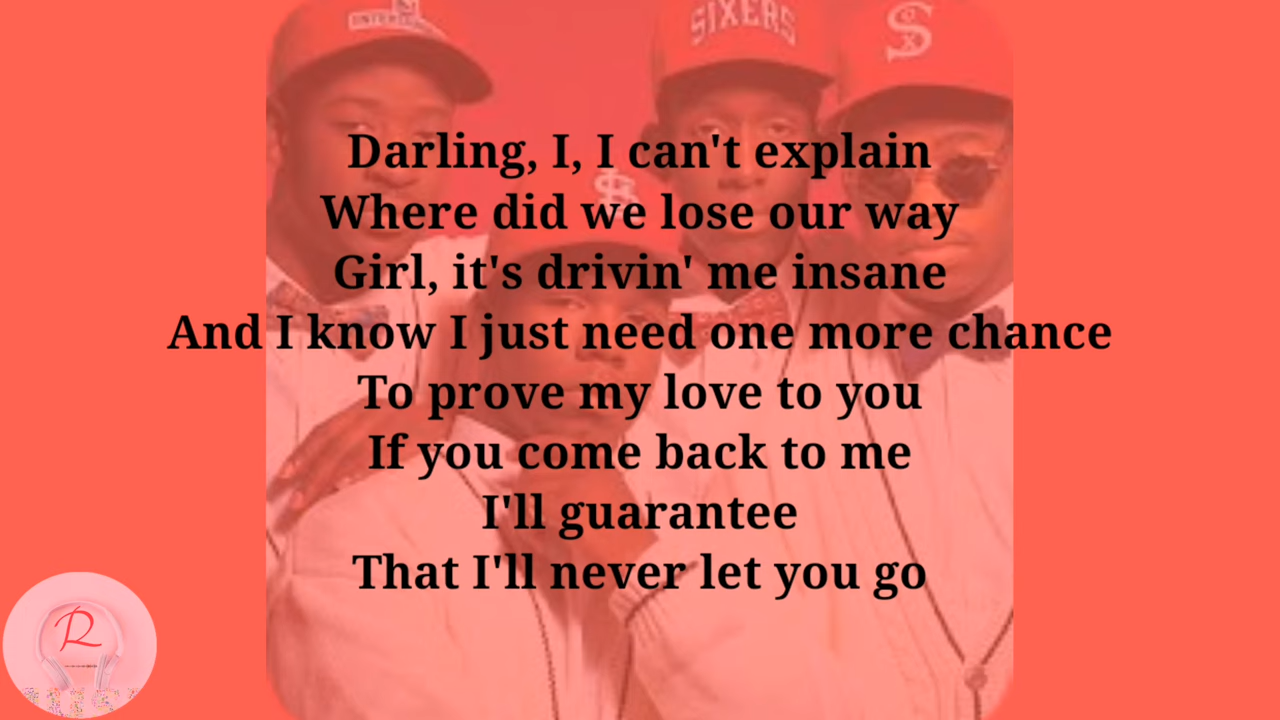 SIXERS
SOX
Darling, I, I can't explain
Where did we lose our way
Girl, it's drivin' me insane
And I know I just need one more chance
To prove my love to you
If you come back to me
I'll guarantee
That I'll never let you go
R